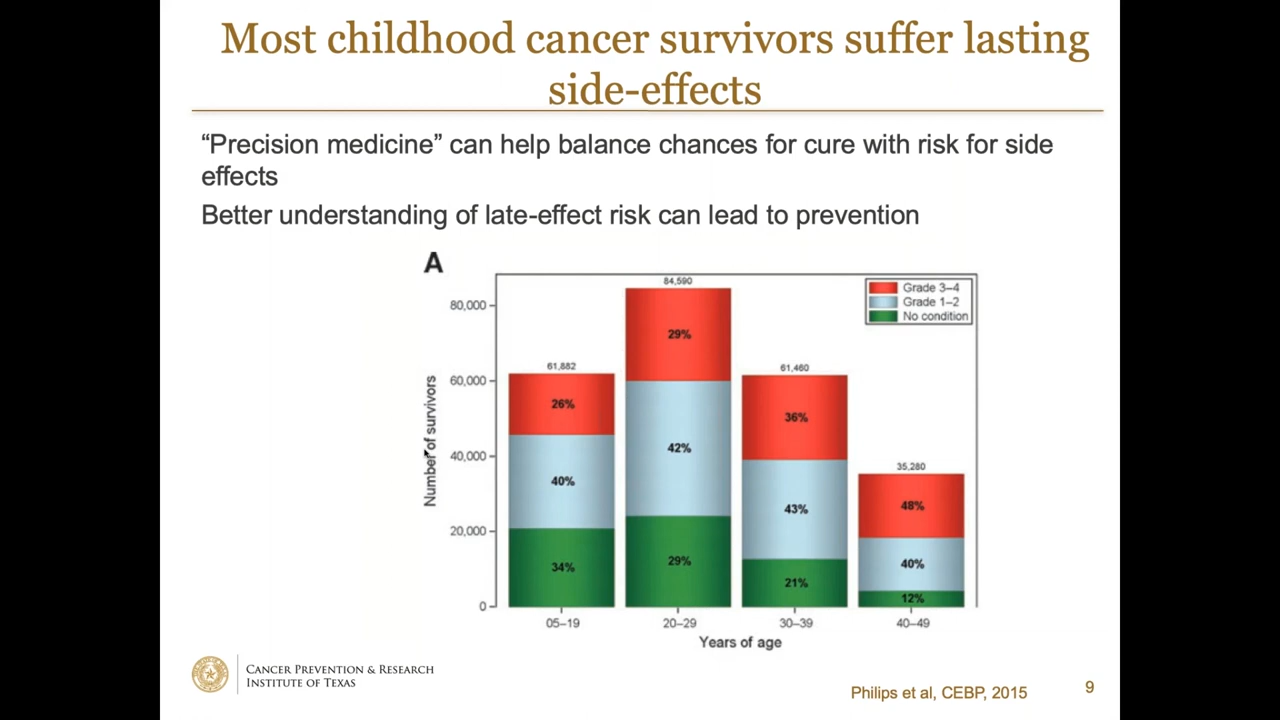 Most childhood cancer survivors suffer lasting
side-effects
“Precision medicine” can help balance chances for cure with risk for side
effects
Better understanding of late-effect risk can lead to prevention
A
84,590
Grade 3–4
Grade 1–2
No condition
80,000
29%
61,882
61,460
60,000
26%
36%
Number of survivors
42%
40,000
35,280
40%
43%
48%
20,000
34%
29%
21%
40%
12%
0
05–19
20–29
30–39
40–49
Years of age
CANCER PREVENTION & RESEARCH
INSTITUTE OF TEXAS
Philips et al, CEBP, 2015
9